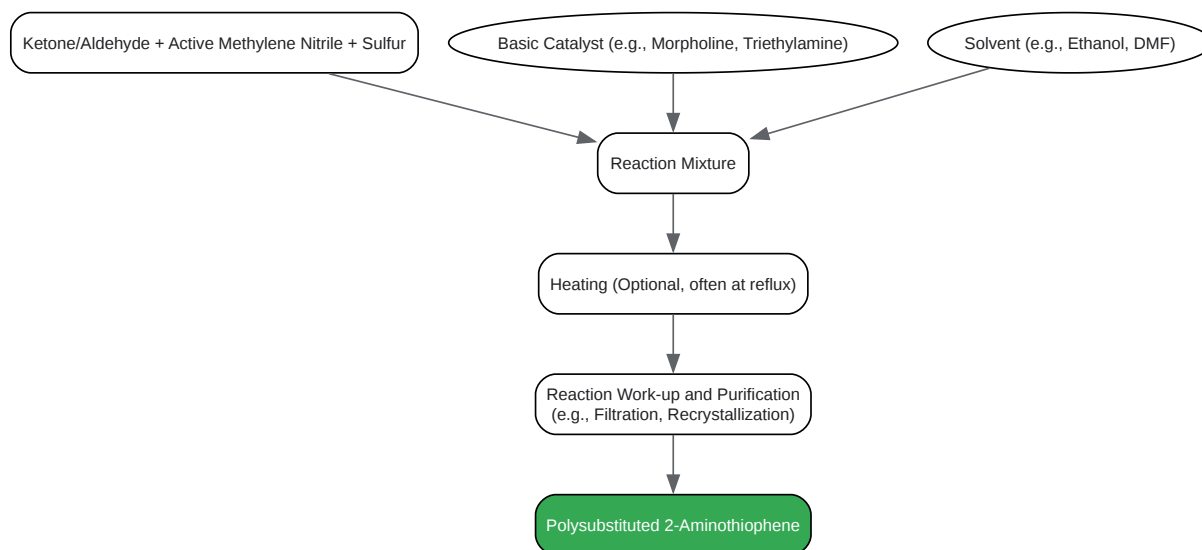 Ketone/Aldehyde + Active Methylene Nitrile + Sulfur
Basic Catalyst (e.g., Morpholine, Triethylamine)
Solvent (e.g., Ethanol, DMF)
Reaction Mixture
Heating (Optional, often at reflux)
Reaction Work-up and Purification
(e.g., Filtration, Recrystallization)
Polysubstituted 2-Aminothiophene